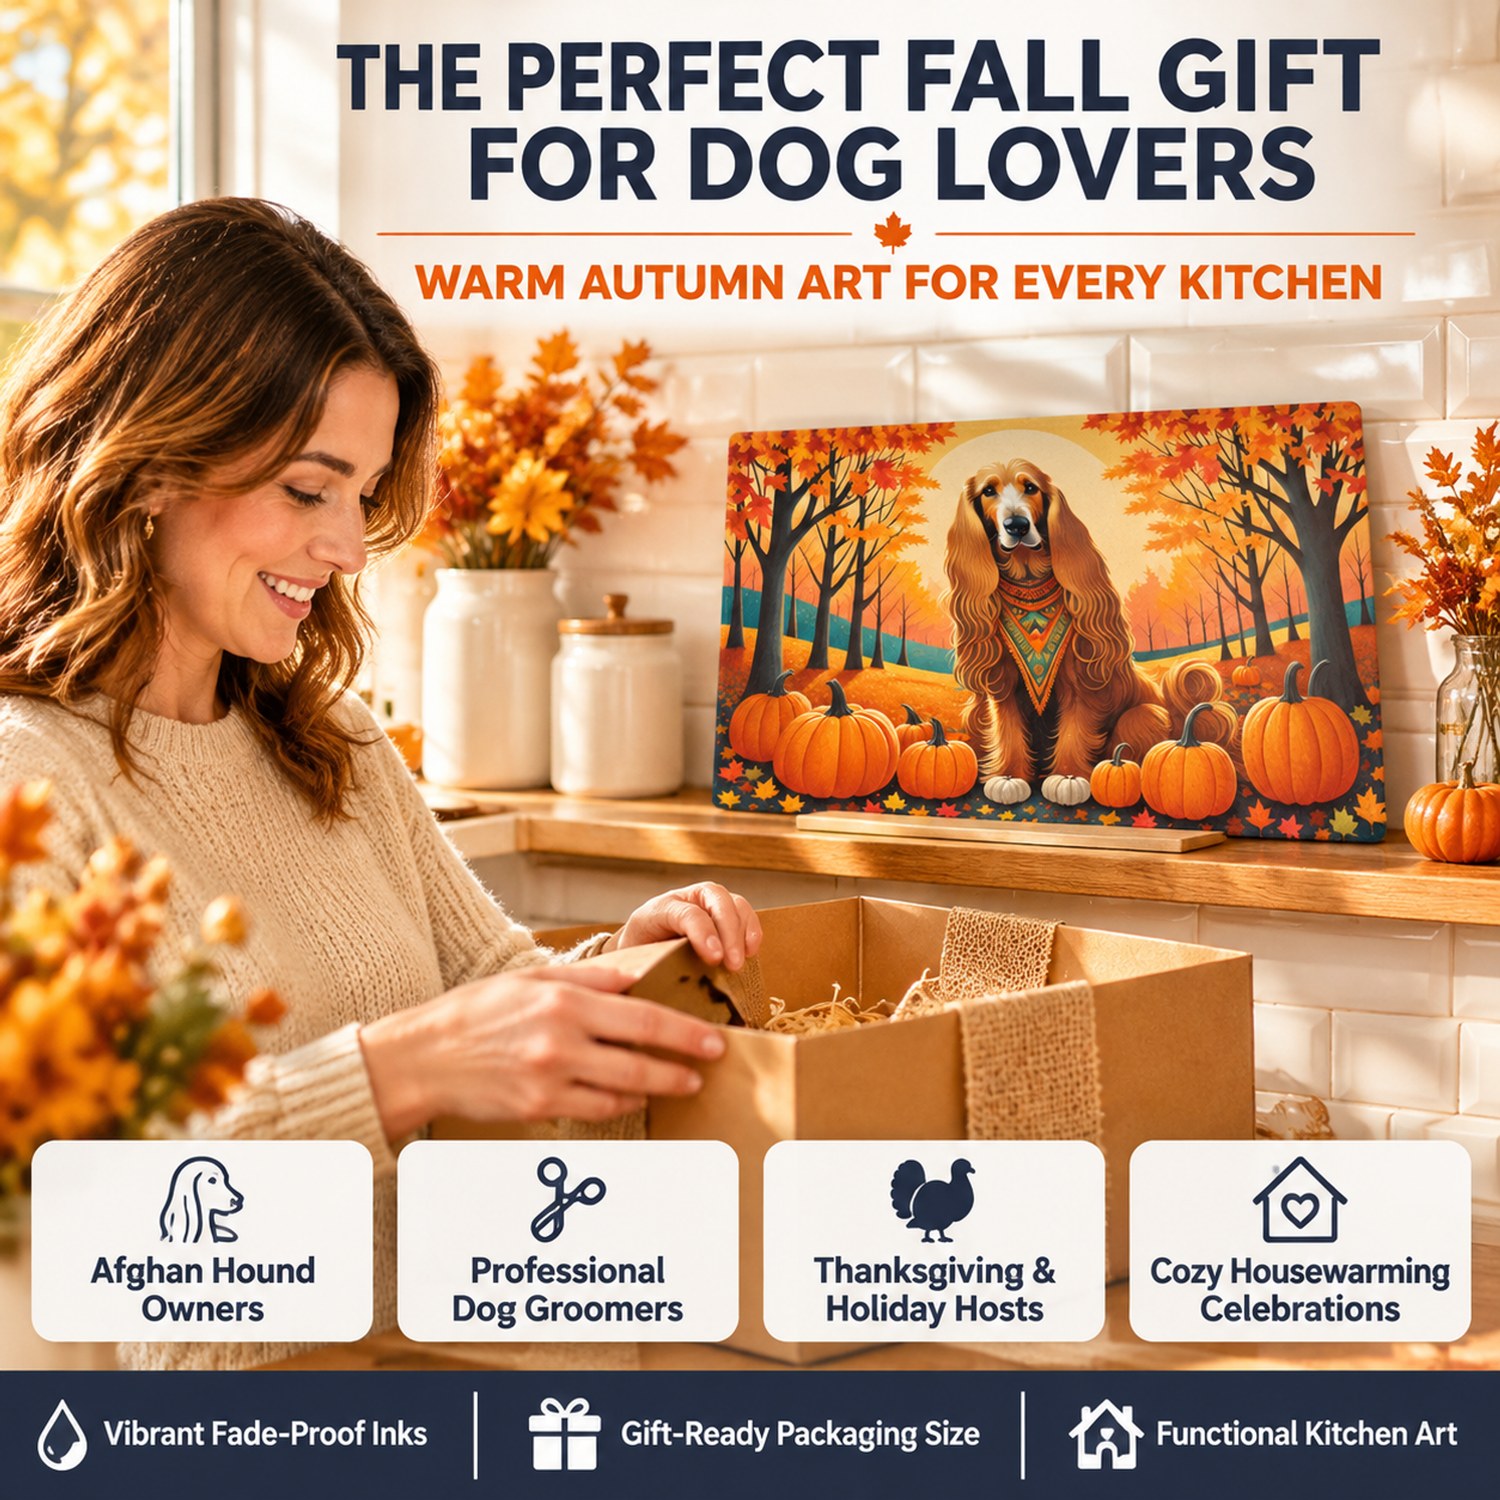 THE PERFECT FALL GIFT
FOR DOG LOVERS
WARM AUTUMN ART FOR EVERY KITCHEN
Afghan Hound
Owners
Professional
Dog Groomers
Thanksgiving &
Holiday Hosts
Cozy Housewarming
Celebrations
Vibrant Fade-Proof Inks
Gift-Ready Packaging Size
Functional Kitchen Art